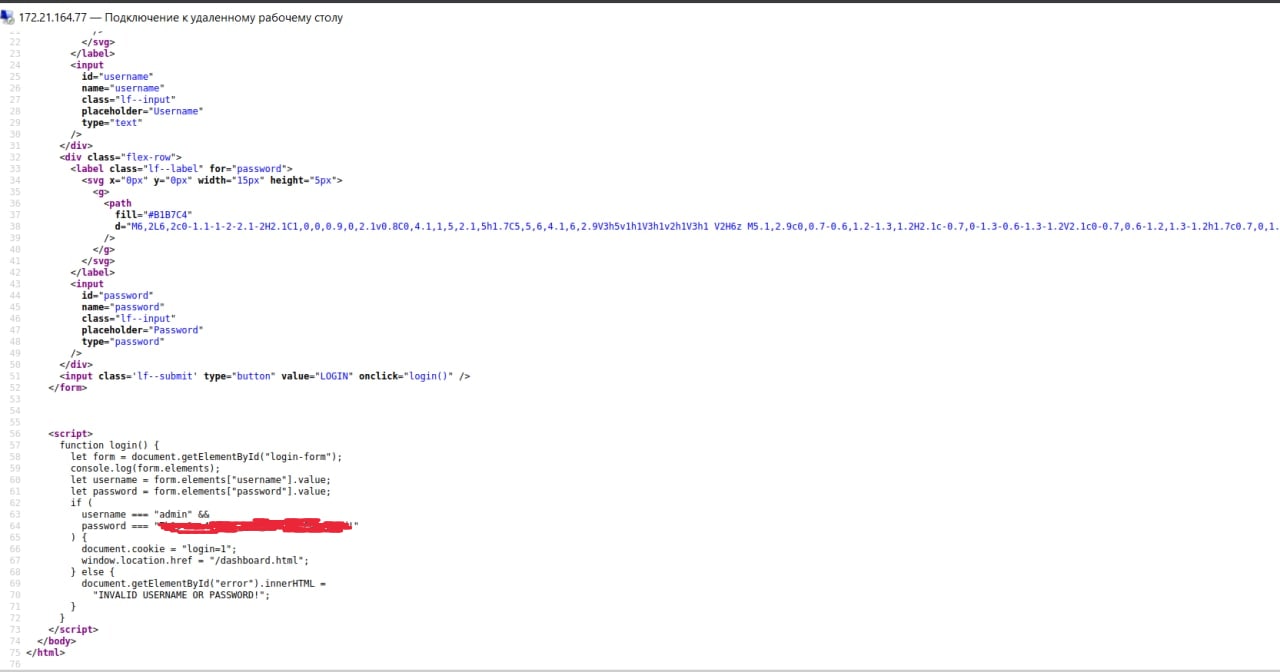 172.21.164.77 — Подключение к удаленному рабочему столу
21 />
22 </svg>
23 </label>
24 <input
25 id="username"
26 name="username"
27 class="lf--input"
28 placeholder="Username"
29 type="text"
30 />
31 </div>
32 <div class="flex-row">
33 <label class="lf--label" for="password">
34 <svg x="0px" y="0px" width="15px" height="5px">
35 <g>
36 <path
37 fill="#B1B7C4"
38 d="M6,2L6,2c0-1.1-1-2-2.1-2H2.1C1,0,0,0.9,0,2.1v0.8C0,4.1,1,5,2.1,5h1.7C5,5,6,4.1,6,2.9V3h5v1h1V3h1v2h1V3h1 V2H6z M5.1,2.9c0,0.7-0.6,1.2-1.3,1.2H2.1c-0.7,0-1.3-0.6-1.3-1.2V2.1c0-0.7,0.6-1.2,1.3-1.2h1.7c0.7,0,1.
39 />
40 </g>
41 </svg>
42 </label>
43 <input
44 id="password"
45 name="password"
46 class="lf--input"
47 placeholder="Password"
48 type="password"
49 />
50 </div>
51 <input class='lf--submit' type="button" value="LOGIN" onclick="login()" />
52 </form>
53
54
55
56 <script>
57 function login() {
58 let form = document.getElementById("login-form");
59 console.log(form.elements);
60 let username = form.elements["username"].value;
61 let password = form.elements["password"].value;
62 if (
63 username === "admin" &&
64 password === " "
65 ) {
66 document.cookie = "login=1";
67 window.location.href = "/dashboard.html";
68 } else {
69 document.getElementById("error").innerHTML =
70 "INVALID USERNAME OR PASSWORD!";
71 }
72 }
73 </script>
74 </body>
75 </html>
76